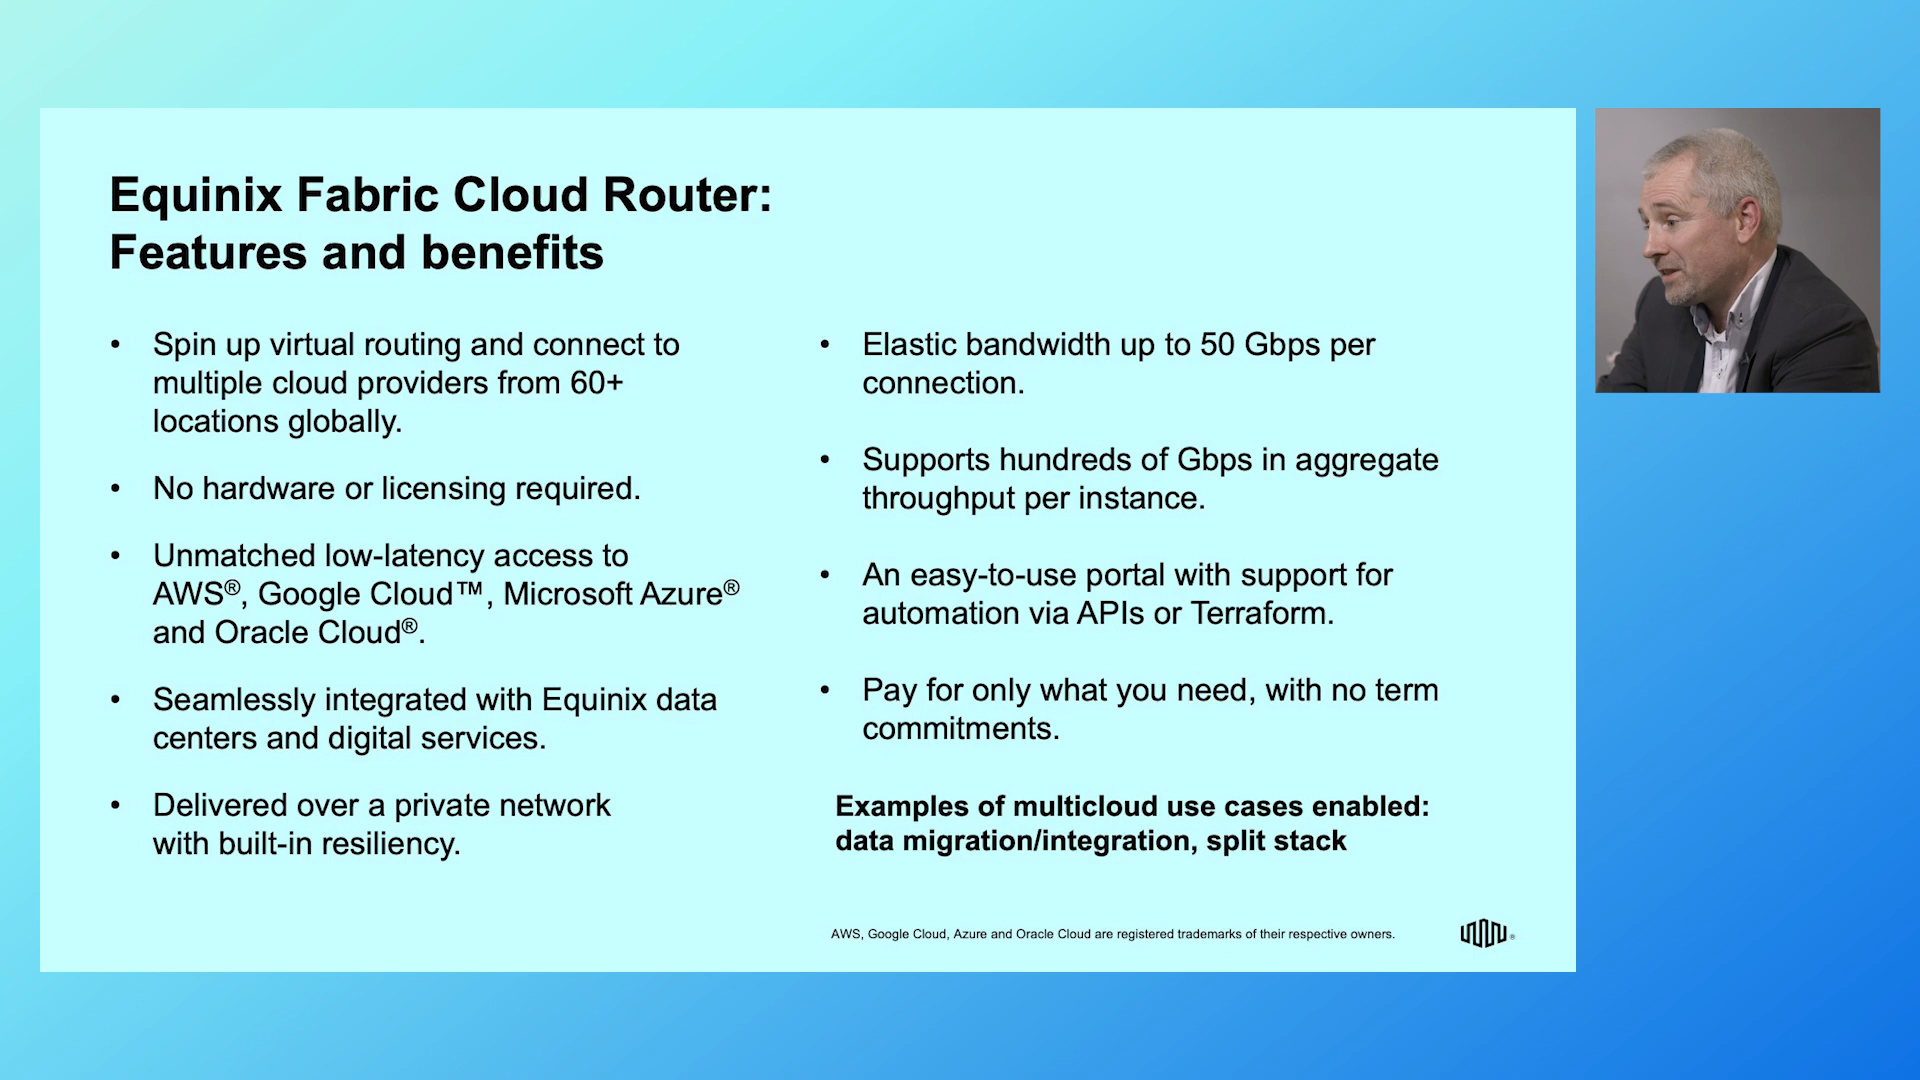 Equinix Fabric Cloud Router:
Features and benefits
• Spin up virtual routing and connect to
multiple cloud providers from 60+
locations globally.
• No hardware or licensing required.
• Unmatched low-latency access to
AWS®, Google Cloud™, Microsoft Azure®
and Oracle Cloud®.
• Seamlessly integrated with Equinix data
centers and digital services.
• Delivered over a private network
with built-in resiliency.
• Elastic bandwidth up to 50 Gbps per
connection.
• Supports hundreds of Gbps in aggregate
throughput per instance.
• An easy-to-use portal with support for
automation via APIs or Terraform.
• Pay for only what you need, with no term
commitments.
Examples of multicloud use cases enabled:
data migration/integration, split stack
AWS, Google Cloud, Azure and Oracle Cloud are registered trademarks of their respective owners.
®